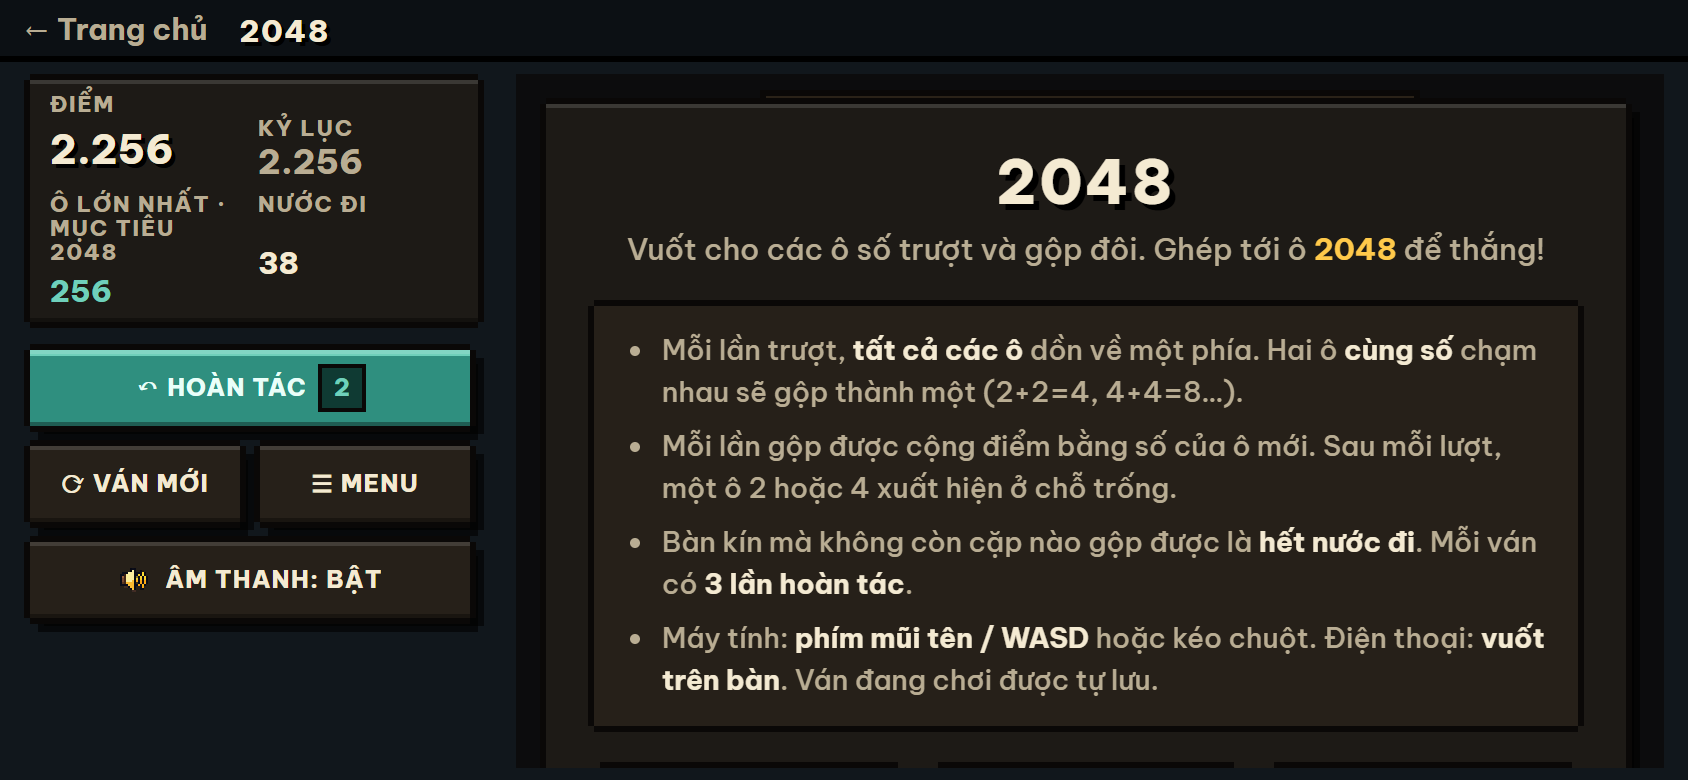 ← Trang chủ 2048
ĐIỂM
2.256
KỶ LỤC
2.256
Ô LỚN NHẤT ·
MỤC TIÊU
2048
256
NƯỚC ĐI
38
HOÀN TÁC 2
VÁN MỚI
☰ MENU
ÂM THANH: BẬT
2048
Vuốt cho các ô số trượt và gộp đôi. Ghép tới ô 2048 để thắng!
• Mỗi lần trượt, tất cả các ô dồn về một phía. Hai ô cùng số chạm
nhau sẽ gộp thành một (2+2=4, 4+4=8...).
• Mỗi lần gộp được cộng điểm bằng số của ô mới. Sau mỗi lượt,
một ô 2 hoặc 4 xuất hiện ở chỗ trống.
• Bàn kín mà không còn cặp nào gộp được là hết nước đi. Mỗi ván
có 3 lần hoàn tác.
• Máy tính: phím mũi tên / WASD hoặc kéo chuột. Điện thoại: vuốt
trên bàn. Ván đang chơi được tự lưu.